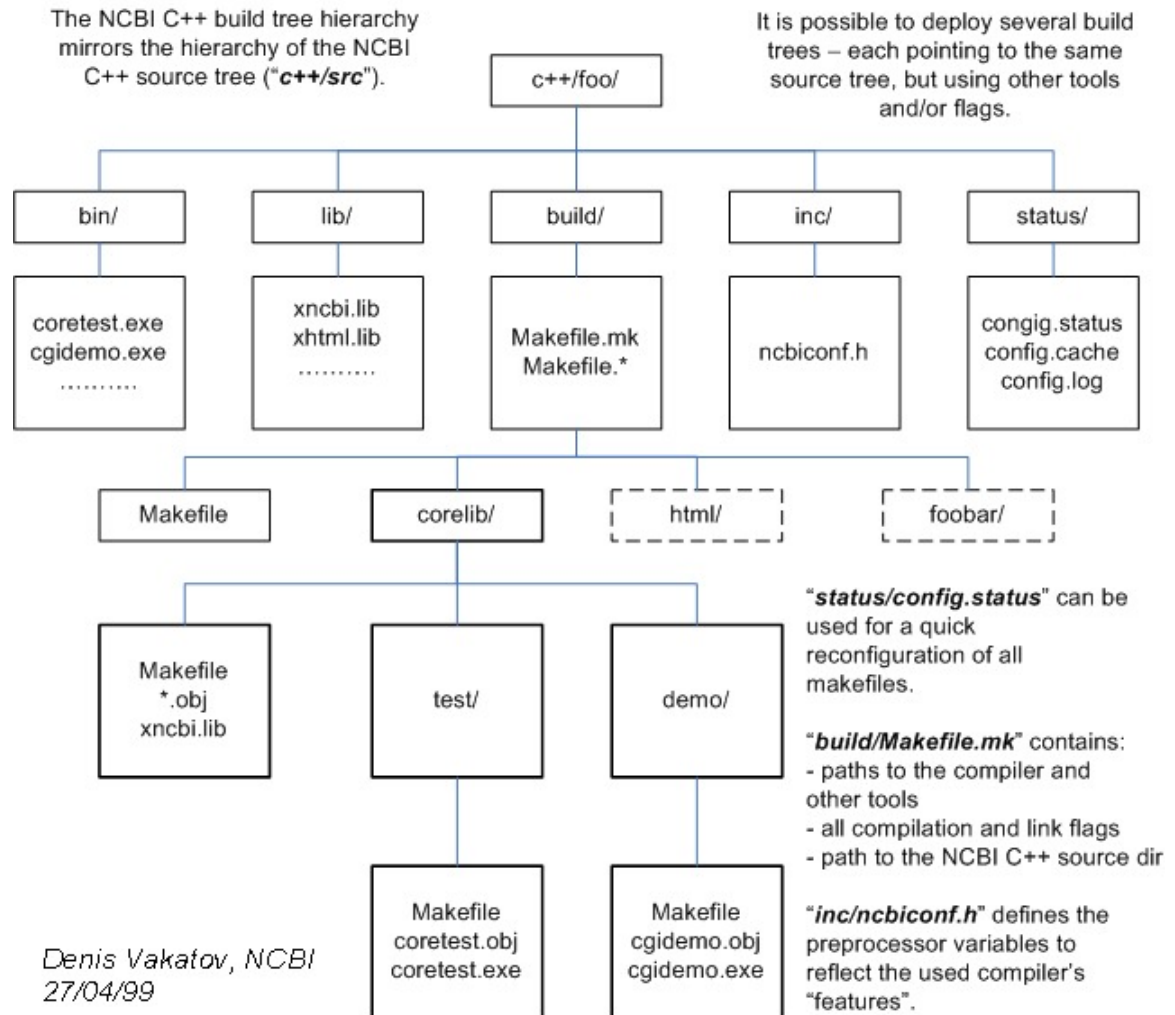 The NCBI C++ build tree hierarchy
mirrors the hierarchy of the NCBI
C++ source tree (“c++/src”).
It is possible to deploy several build
trees – each pointing to the same
source tree, but using other tools
and/or flags.
c++/foo/
bin/
lib/
build/
inc/
status/
coretest.exe
cgidemo.exe
..........
xncbi.lib
xhtml.lib
..........
Makefile.mk
Makefile.*
ncbiconf.h
congig.status
config.cache
config.log
Makefile
corelib/
html/
foobar/
Makefile
*.obj
xncbi.lib
test/
demo/
Makefile
coretest.obj
coretest.exe
Makefile
cgidemo.obj
cgidemo.exe
“status/config.status” can be
used for a quick
reconfiguration of all
makefiles.
“build/Makefile.mk” contains:
- paths to the compiler and
other tools
- all compilation and link flags
- path to the NCBI C++ source dir
“inc/ncbiconf.h” defines the
preprocessor variables to
reflect the used compiler’s
“features”.
Denis Vakatov, NCBI
27/04/99